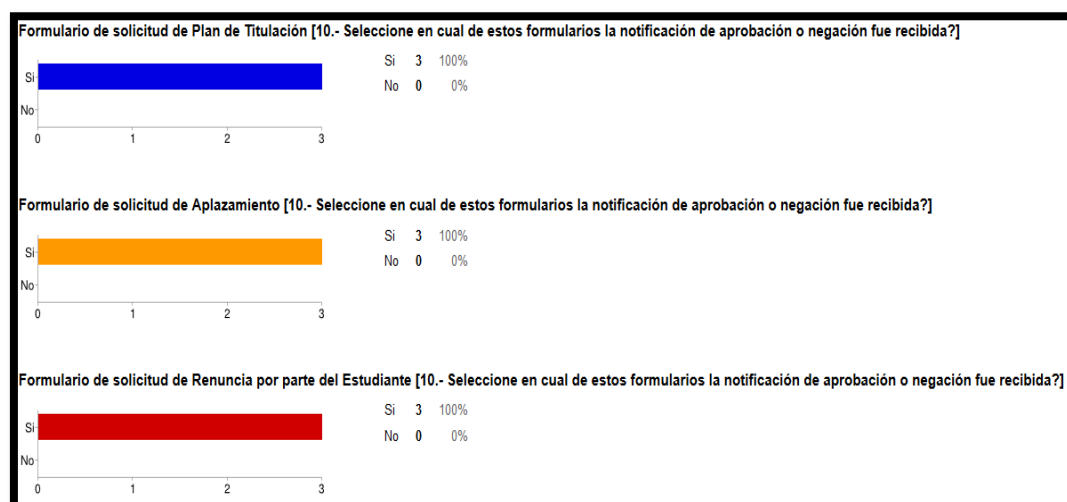 Formulario de solicitud de Plan de Titulación [10.- Seleccione en cual de estos formularios la notificación de aprobación o negación fue recibida?]
Si 3 100%
No 0 0%
Si
No
0 1 2 3
Formulario de solicitud de Aplazamiento [10.- Seleccione en cual de estos formularios la notificación de aprobación o negación fue recibida?]
Si 3 100%
No 0 0%
Si
No
0 1 2 3
Formulario de solicitud de Renuncia por parte del Estudiante [10.- Seleccione en cual de estos formularios la notificación de aprobación o negación fue recibida?]
Si 3 100%
No 0 0%
Si
No
0 1 2 3